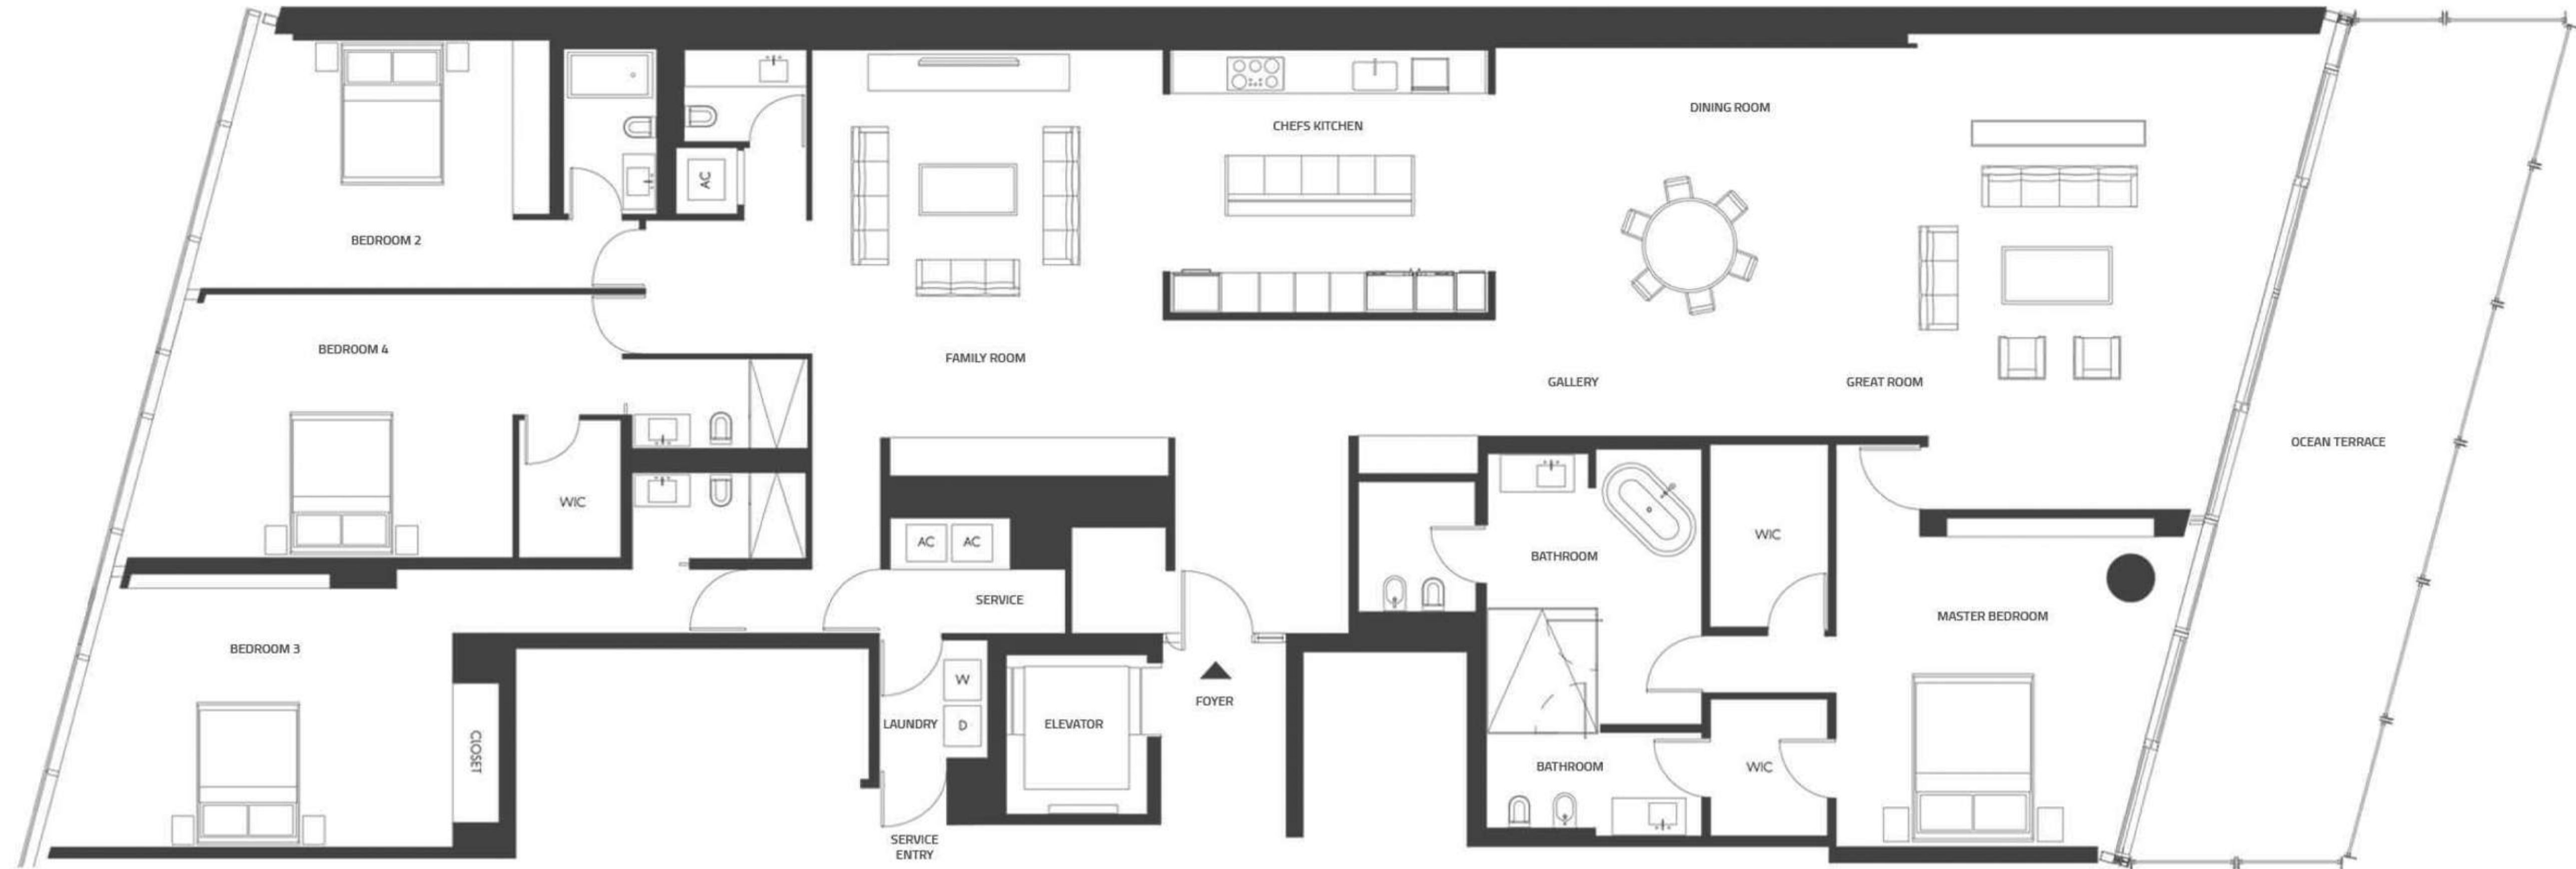 DINING ROOM
CHEFS KITCHEN
AC
BEDROOM 2
BEDROOM 4
FAMILY ROOM
GALLERY
GREAT ROOM
OCEAN TERRACE
WIC
WIC
AC
AC
BATHROOM
SERVICE
MASTER BEDROOM
BEDROOM 3
W
FOYER
LAUNDRY
D
ELEVATOR
CLOSET
BATHROOM
WIC
SERVICE
ENTRY